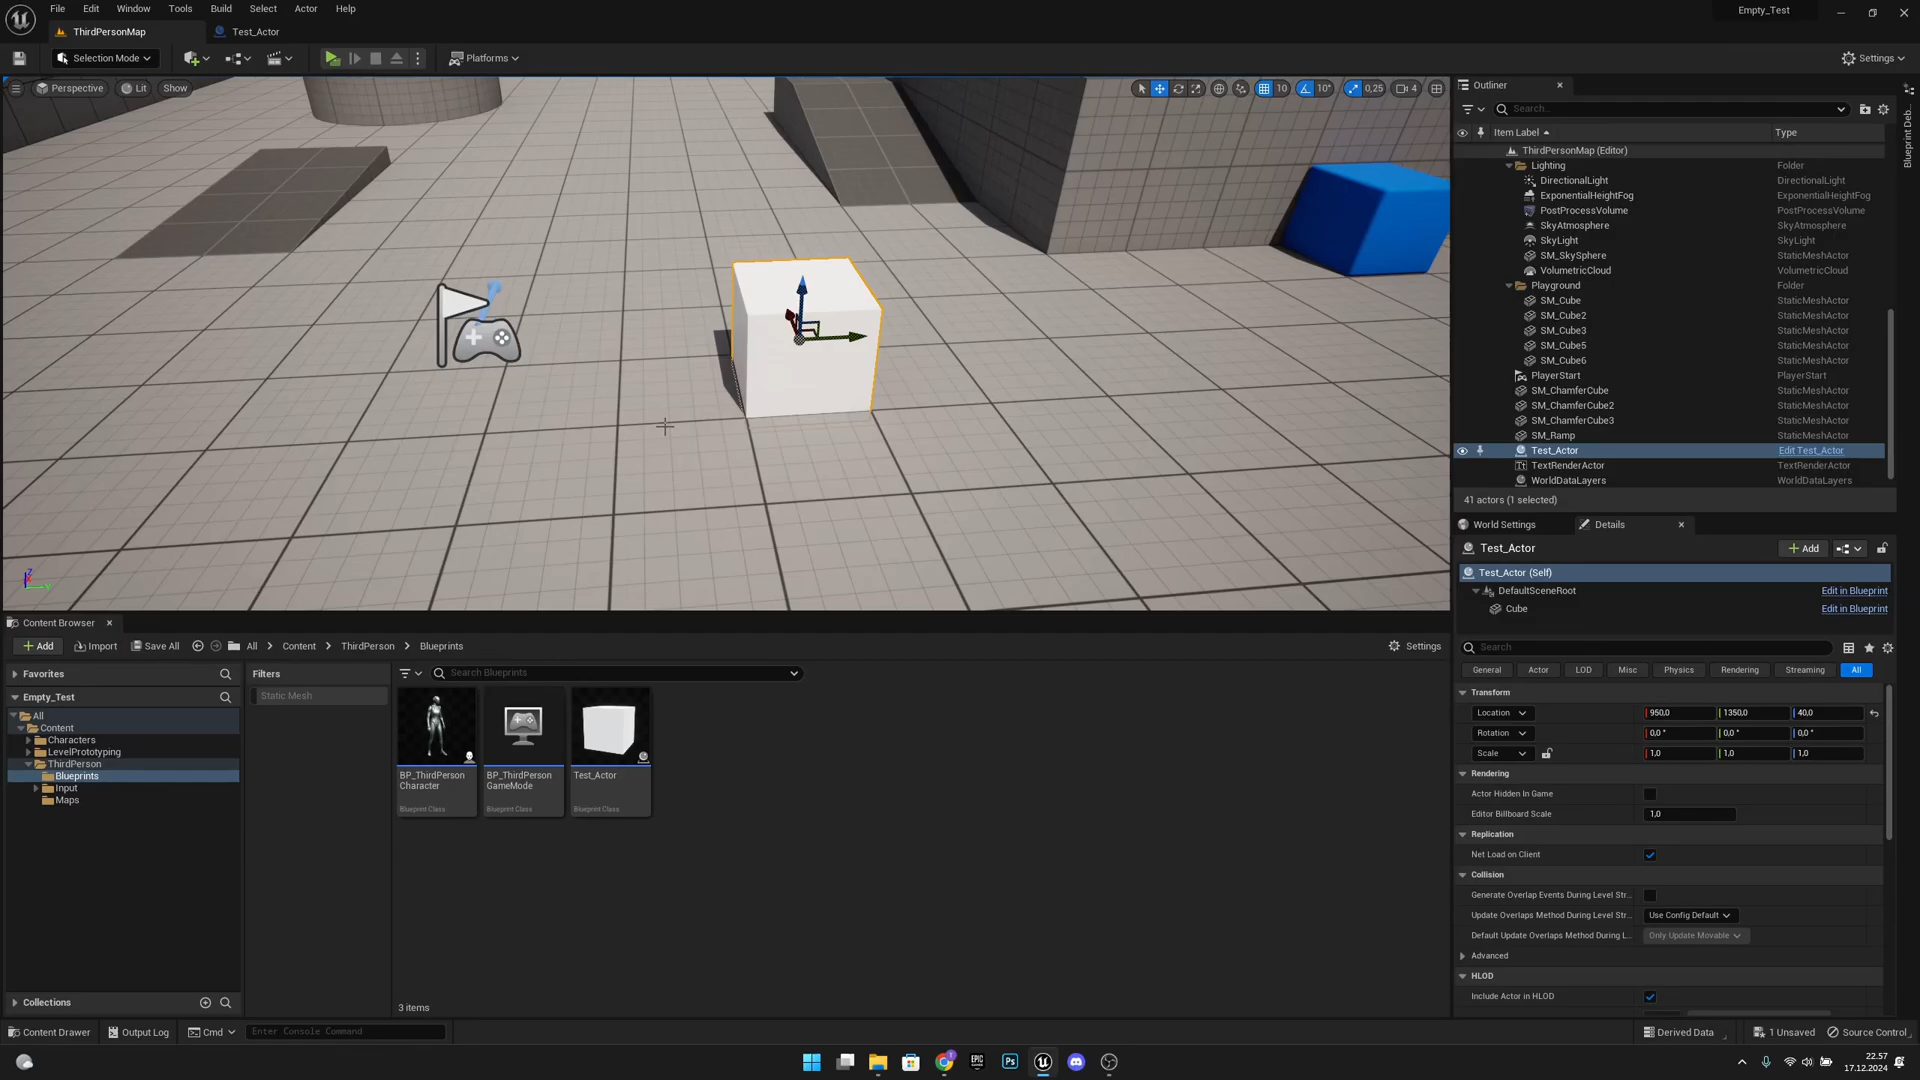 File Edit Window Tools Build Select Actor Help
Empty_Test
ThirdPersonMap
Test_Actor
Selection Mode
Platforms
Settings
Perspective Lit Show
10 10° 0,25 4
Outliner
Search...
Item Label Type
ThirdPersonMap (Editor)
Lighting Folder
DirectionalLight DirectionalLight
ExponentialHeightFog ExponentialHeightFog
PostProcessVolume PostProcessVolume
SkyAtmosphere SkyAtmosphere
SkyLight SkyLight
SM_SkySphere StaticMeshActor
VolumetricCloud VolumetricCloud
Playground Folder
SM_Cube StaticMeshActor
SM_Cube2 StaticMeshActor
SM_Cube3 StaticMeshActor
SM_Cube5 StaticMeshActor
SM_Cube6 StaticMeshActor
PlayerStart PlayerStart
SM_ChamferCube StaticMeshActor
SM_ChamferCube2 StaticMeshActor
SM_ChamferCube3 StaticMeshActor
SM_Ramp StaticMeshActor
Test_Actor Edit Test_Actor
TextRenderActor TextRenderActor
WorldDataLayers WorldDataLayers
41 actors (1 selected)
Blueprint Deb...
World Settings Details
Test_Actor
Add
Test_Actor (Self)
DefaultSceneRoot Edit in Blueprint
Cube Edit in Blueprint
Search
General Actor LOD Misc Physics Rendering Streaming All
Transform
Location 950,0 1350,0 40,0
Rotation 0,0 ° 0,0 ° 0,0 °
Scale 1,0 1,0 1,0
Rendering
Actor Hidden In Game
Editor Billboard Scale 1,0
Replication
Net Load on Client
Collision
Generate Overlap Events During Level Str...
Update Overlaps Method During Level Str... Use Config Default
Default Update Overlaps Method During L... Only Update Movable
Advanced
HLOD
Include Actor in HLOD
Z
Content Browser
Add Import Save All All Content ThirdPerson Blueprints Settings
Favorites
Empty_Test
All
Content
Characters
LevelPrototyping
ThirdPerson
Blueprints
Input
Maps
Collections
Filters
Static Mesh
Search Blueprints
BP_ThirdPerson
Character
Blueprint Class
BP_ThirdPerson
GameMode
Blueprint Class
Test_Actor
Blueprint Class
3 items
Content Drawer Output Log Cmd Enter Console Command
Derived Data 1 Unsaved Source Control
Ps
EPIC
22.57
17.12.2024